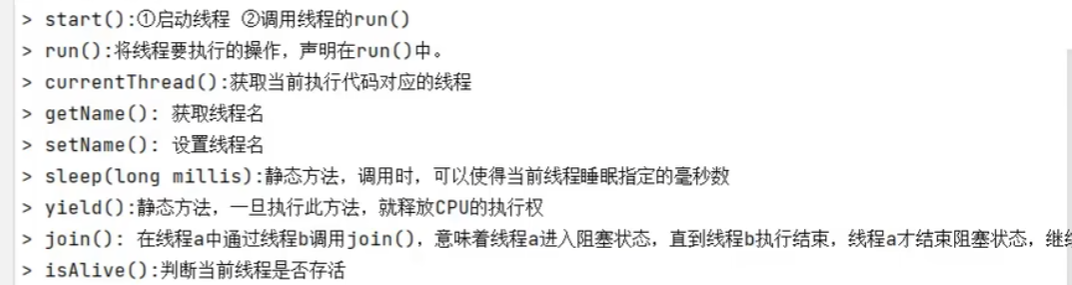 > start():①启动线程 ②调用线程的run()
> run():将线程要执行的操作，声明在run()中。
> currentThread():获取当前执行代码对应的线程
> getName(): 获取线程名
> setName(): 设置线程名
> sleep(long millis):静态方法，调用时，可以使得当前线程睡眠指定的毫秒数
> yield():静态方法，一旦执行此方法，就释放CPU的执行权
> join(): 在线程a中通过线程b调用join()，意味着线程a进入阻塞状态，直到线程b执行结束，线程a才结束阻塞状态，继
> isAlive():判断当前线程是否存活